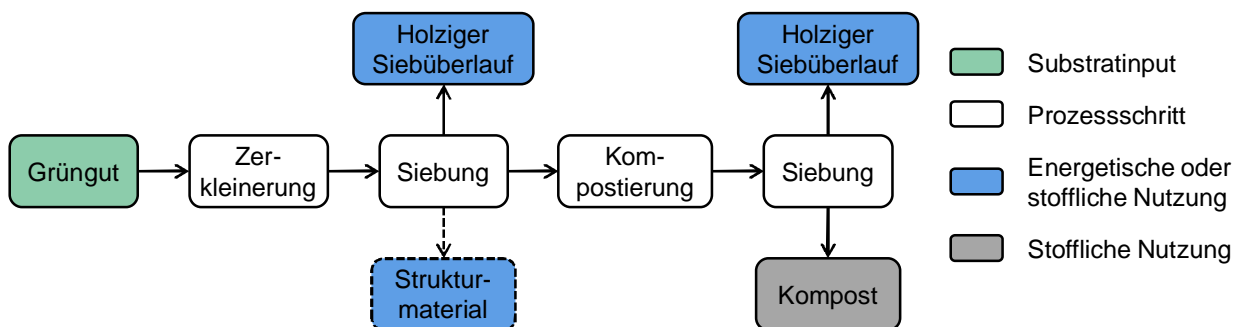 Holziger
Siebüberlauf
Holziger
Siebüberlauf
Grüngut
Zer-
kleinerung
Siebung
Kom-
postierung
Siebung
Struktur-
material
Kompost
Substratinput
Prozessschritt
Energetische oder
stoffliche Nutzung
Stoffliche Nutzung